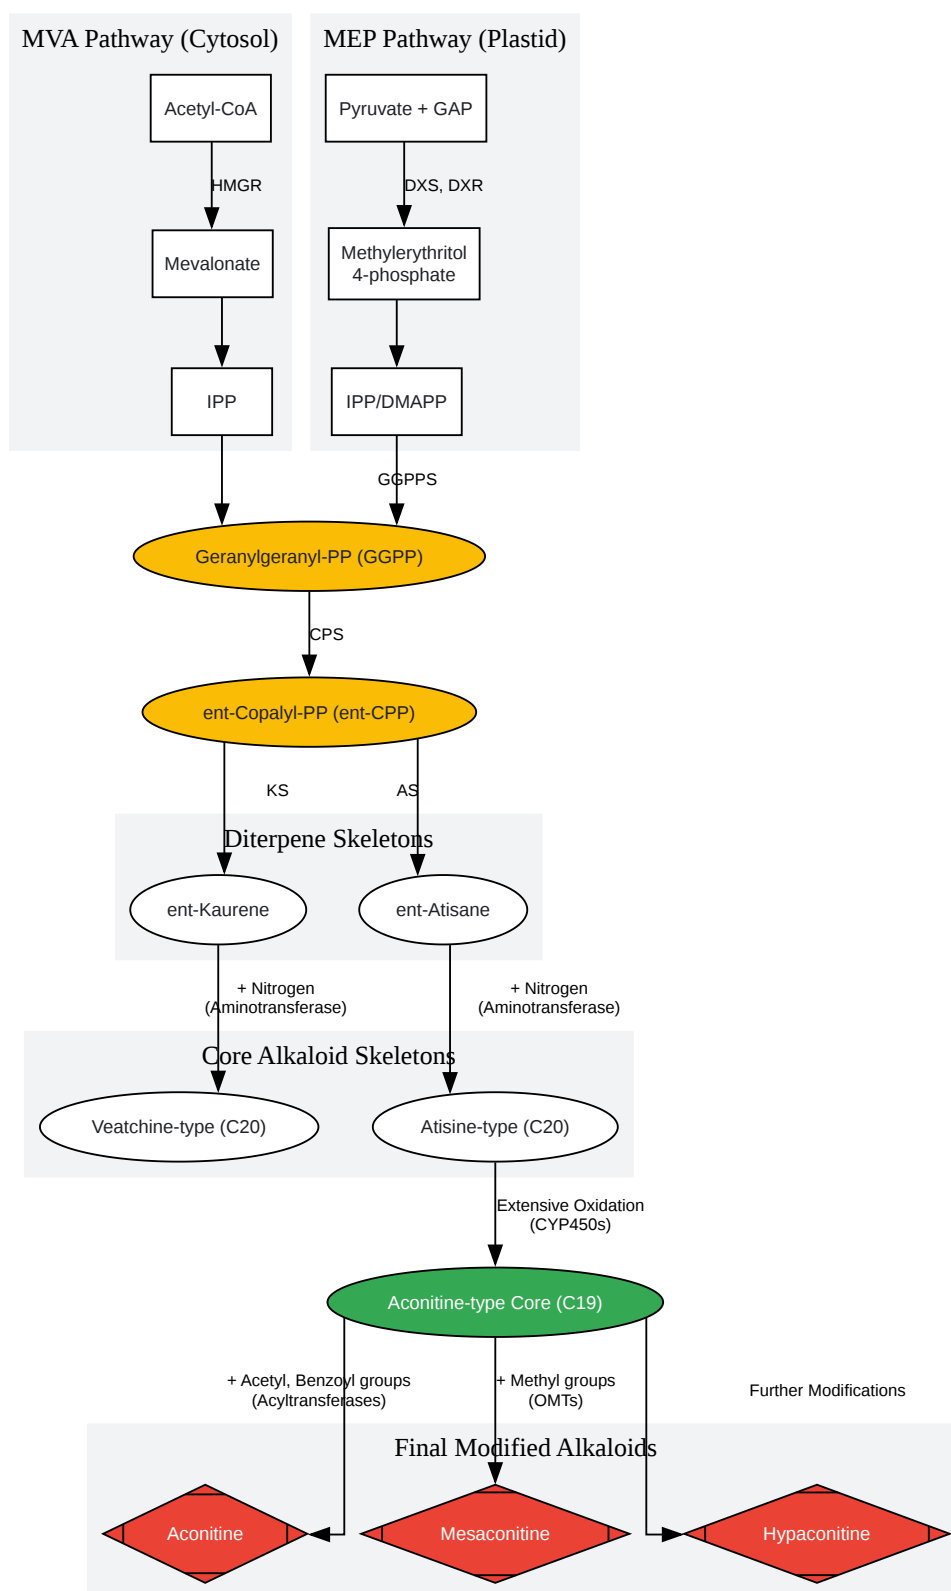 MVA Pathway (Cytosol)
MEP Pathway (Plastid)
Acetyl-CoA
Pyruvate + GAP
HMGR
DXS, DXR
Mevalonate
Methylerythritol
4-phosphate
IPP
IPP/DMAPP
GGPPS
Geranylgeranyl-PP (GGPP)
CPS
ent-Copalyl-PP (ent-CPP)
KS
AS
Diterpene Skeletons
ent-Kaurene
ent-Atisane
+ Nitrogen
(Aminotransferase)
+ Nitrogen
(Aminotransferase)
Core Alkaloid Skeletons
Veatchine-type (C20)
Atisine-type (C20)
Extensive Oxidation
(CYP450s)
Aconitine-type Core (C19)
+ Acetyl, Benzoyl groups
(Acyltransferases)
+ Methyl groups
(OMTs)
Further Modifications
Final Modified Alkaloids
Aconitine
Mesaconitine
Hypaconitine